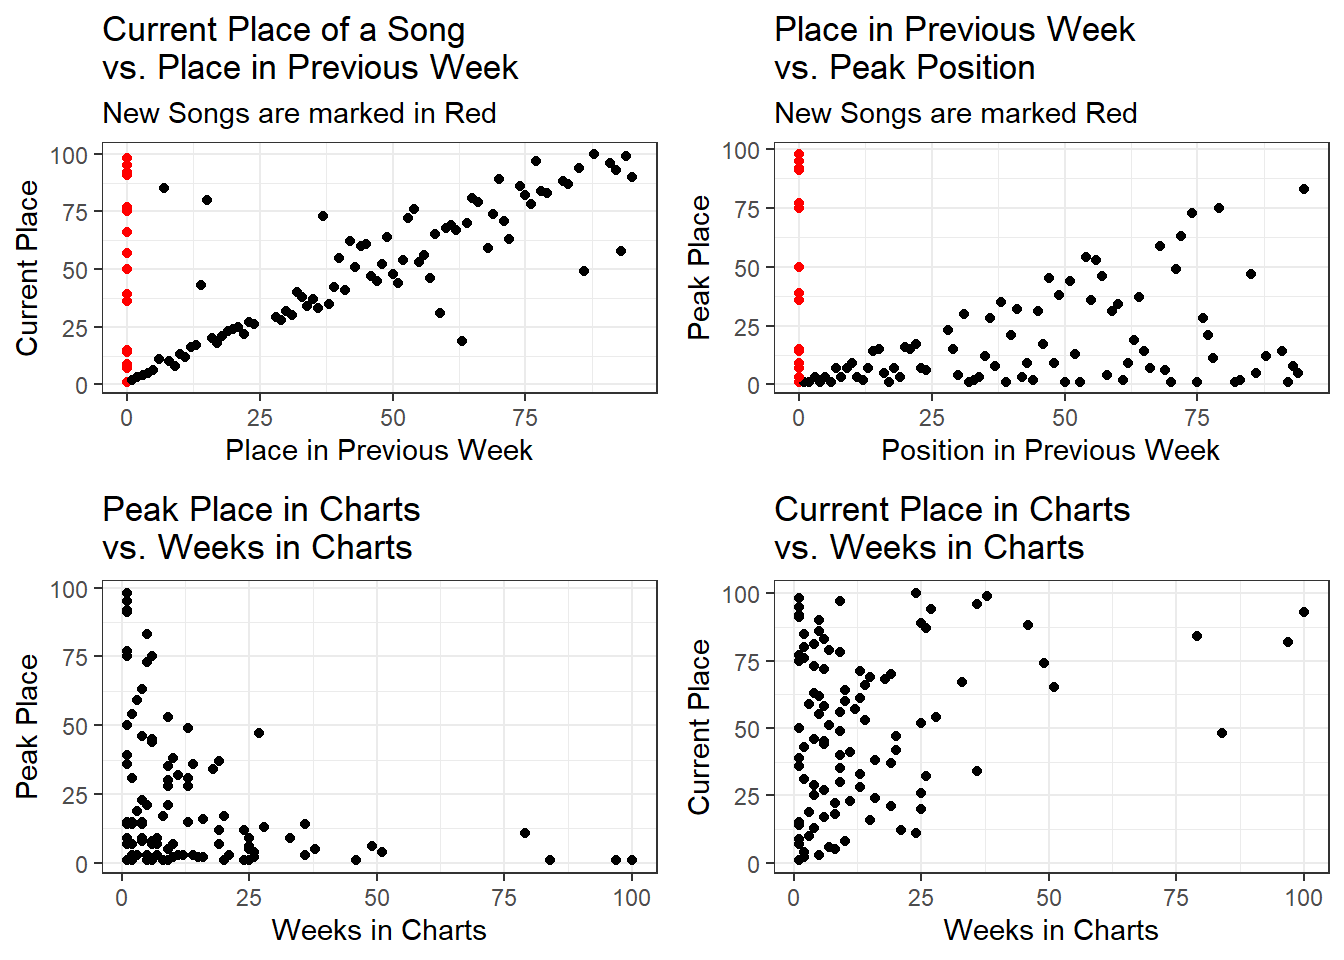 Current Place of a Song
vs. Place in Previous Week
New Songs are marked in Red
100
75
50
25
0
Current Place
0
25
50
75
Place in Previous Week
Place in Previous Week
vs. Peak Position
New Songs are marked Red
100
75
50
25
0
Peak Place
0
25
50
75
Position in Previous Week
Peak Place in Charts
vs. Weeks in Charts
100
75
50
25
0
Peak Place
0
25
50
75
100
Weeks in Charts
Current Place in Charts
vs. Weeks in Charts
100
75
50
25
0
Current Place
0
25
50
75
100
Weeks in Charts